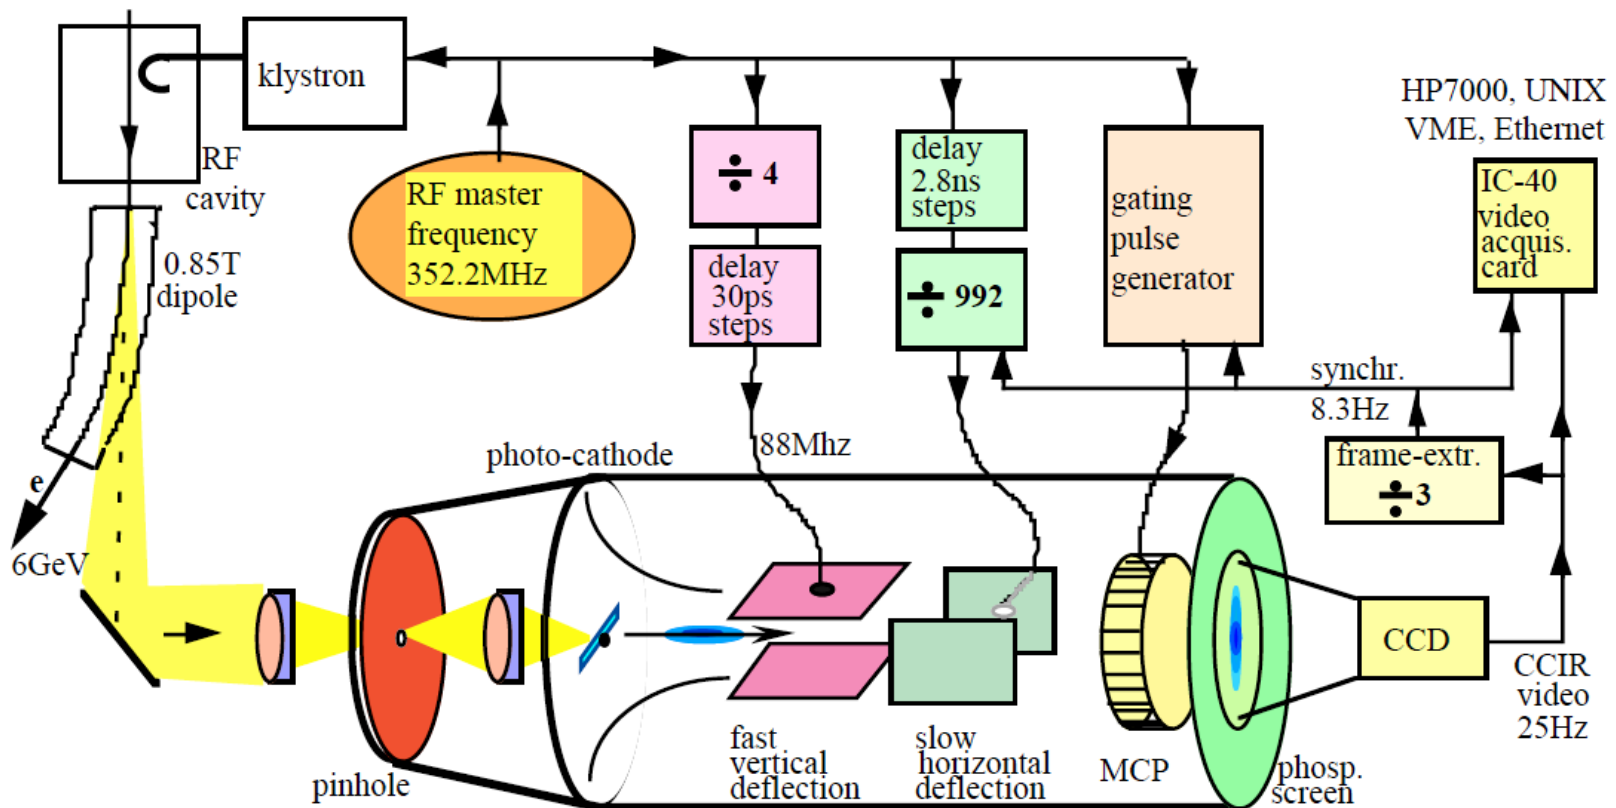 klystron
RF
cavity
RF master
frequency
352.2MHz
÷ 4
delay
30ps
steps
delay
2.8ns
steps
÷ 992
gating
pulse
generator
HP7000, UNIX
VME, Ethernet
IC-40
video
acquis.
card
0.85T
dipole
synchr.
8.3Hz
frame-extr.
÷ 3
e
6GeV
photo-cathode
88Mhz
CCD
CCIR
video
25Hz
pinhole
fast
vertical
deflection
slow
horizontal
deflection
MCP
phosp.
screen